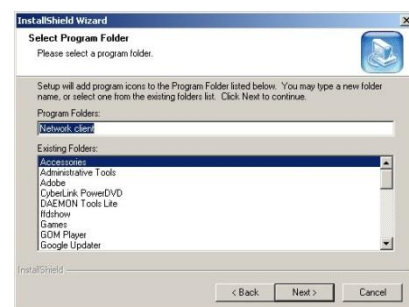 InstallShield Wizard
Select Program Folder
Please select a program folder.
Setup will add program icons to the Program Folder listed below. You may type a new folder
name, or select one from the existing folders list. Click Next to continue.
Program Folders:
Network client
Existing Folders:
Accessories
Administrative Tools
Adobe
CyberLink PowerDVD
DAEMON Tools Lite
ffdshow
Games
GOM Player
Google Updater
InstallShield
< Back
Next >
Cancel